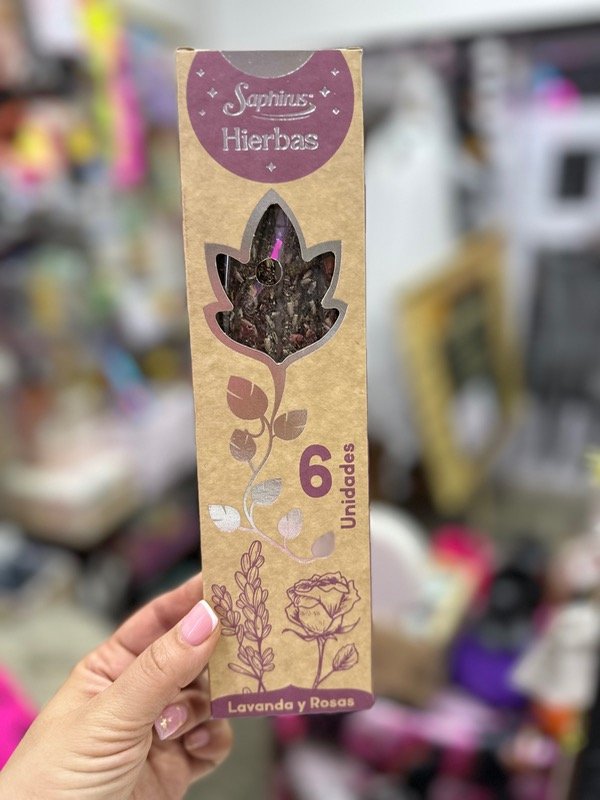 Saphirus
Hierbas
6
Unidades
Lavanda y Rosas